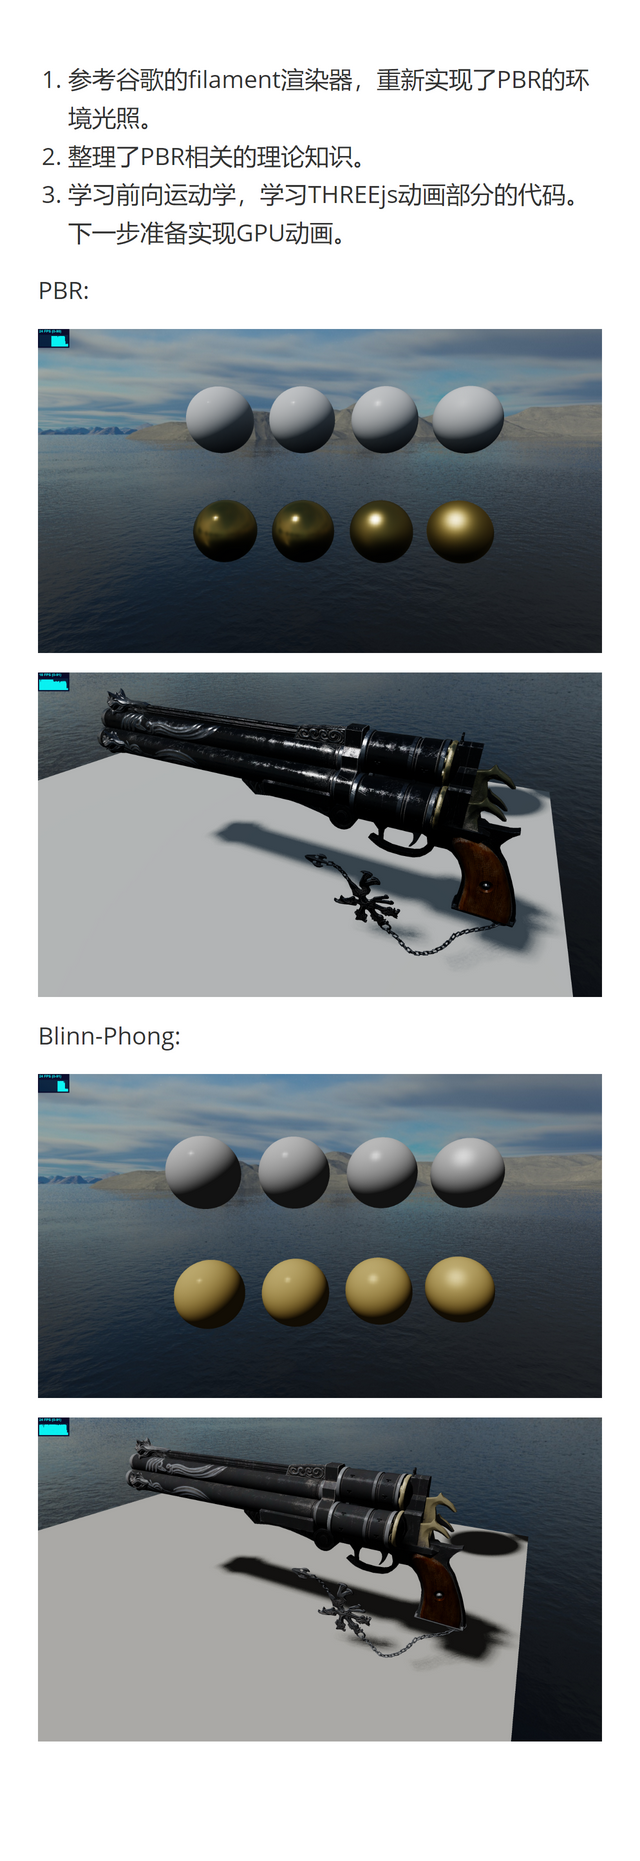 1. 参考谷歌的filament渲染器，重新实现了PBR的环
境光照。
2. 整理了PBR相关的理论知识。
3. 学习前向运动学，学习THREEjs动画部分的代码。
下一步准备实现GPU动画。
PBR:
Blinn-Phong: